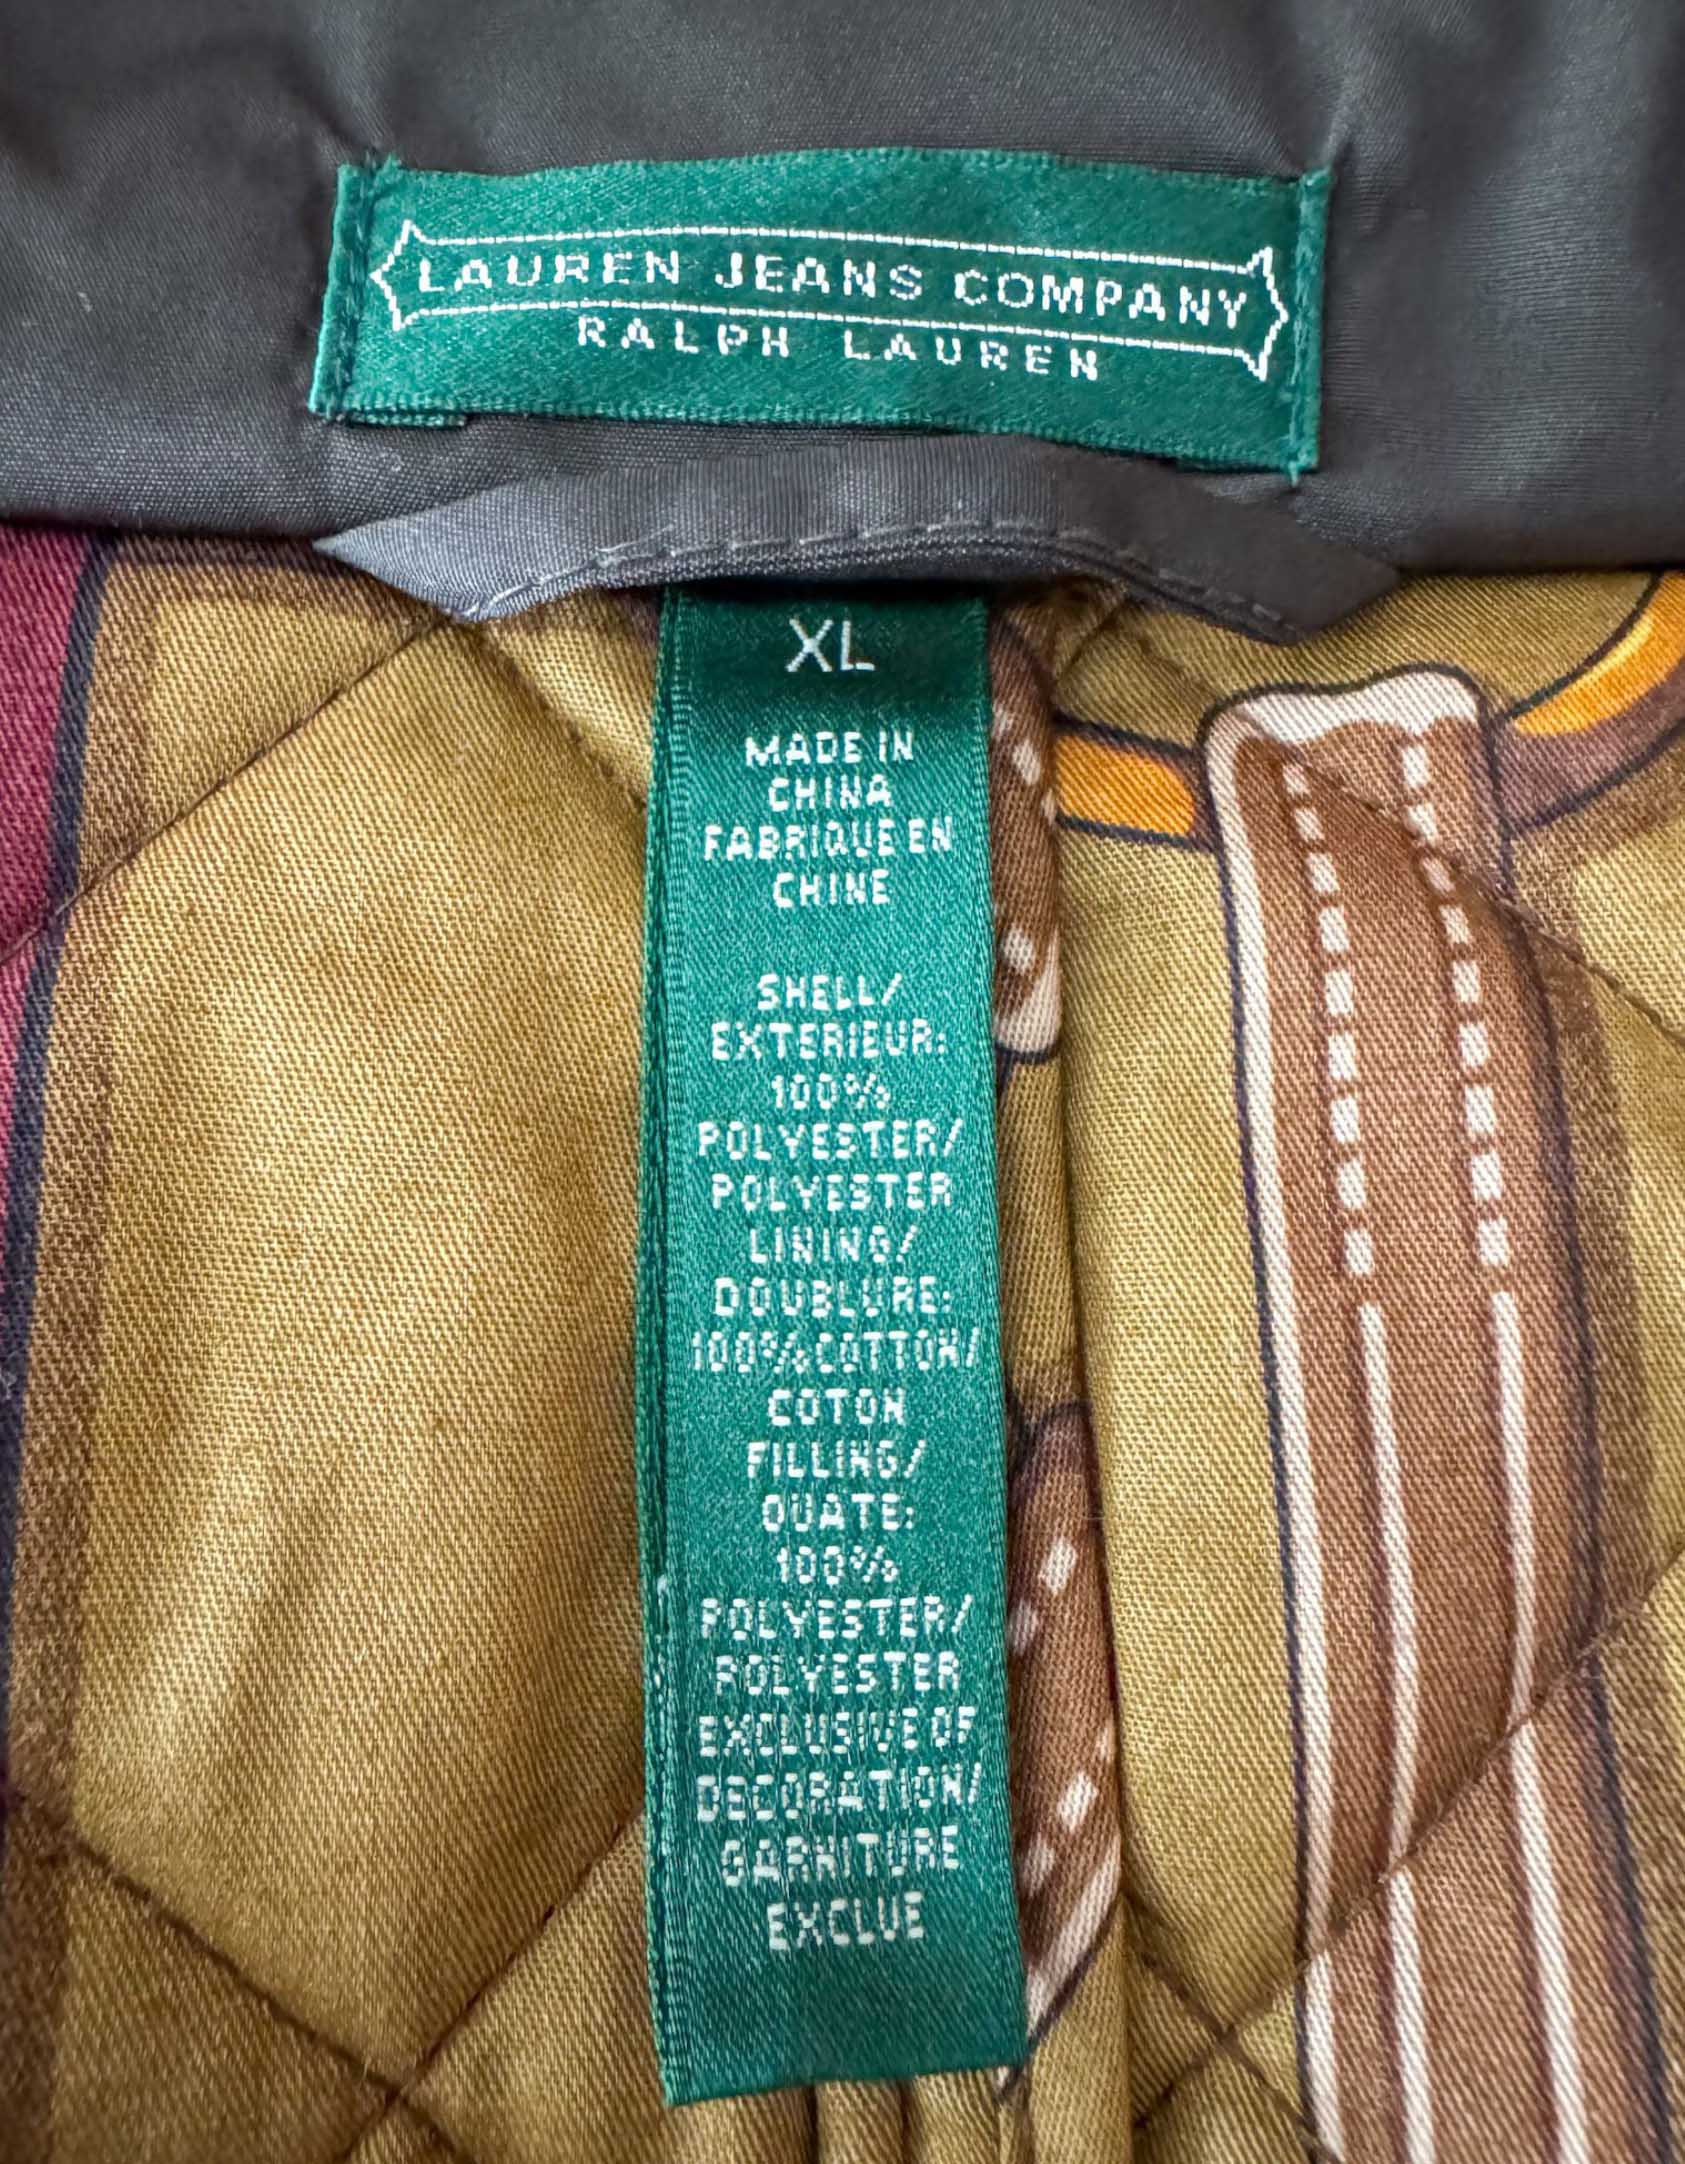 LAUREN JEANS COMPANY
RALPH LAUREN
XL
MADE IN
CHINA
FABRIQUE EN
CHINE
SHELL/
EXTERIEUR:
100%
POLYESTER/
POLYESTER
LINING/
DOUBLURE:
100% COTTON/
COTON
FILLING/
OUATE:
100%
POLYESTER/
POLYESTER
EXCLUSIVE OF
DECORATION/
GARNITURE
EXCLUE